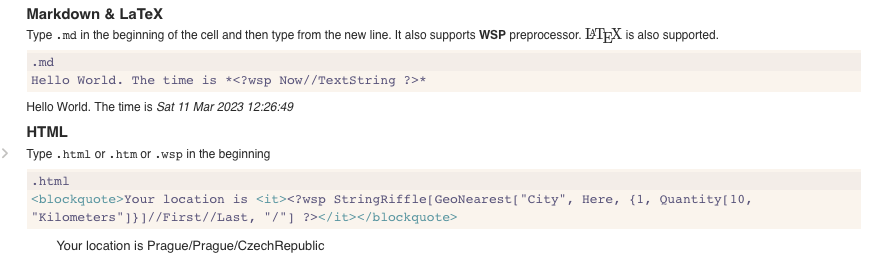 Markdown & LaTeX
Type .md in the beginning of the cell and then type from the new line. It also supports WSP preprocessor. LATEX is also supported.
.md
Hello World. The time is *<?wsp Now//TextString ?>*
Hello World. The time is Sat 11 Mar 2023 12:26:49
HTML
Type .html or .htm or .wsp in the beginning
.html
<blockquote>Your location is <it><?wsp StringRiffle[GeoNearest["City", Here, {1, Quantity[10,
"Kilometers"]}]//First//Last, "/"] ?></it></blockquote>
Your location is Prague/Prague/CzechRepublic